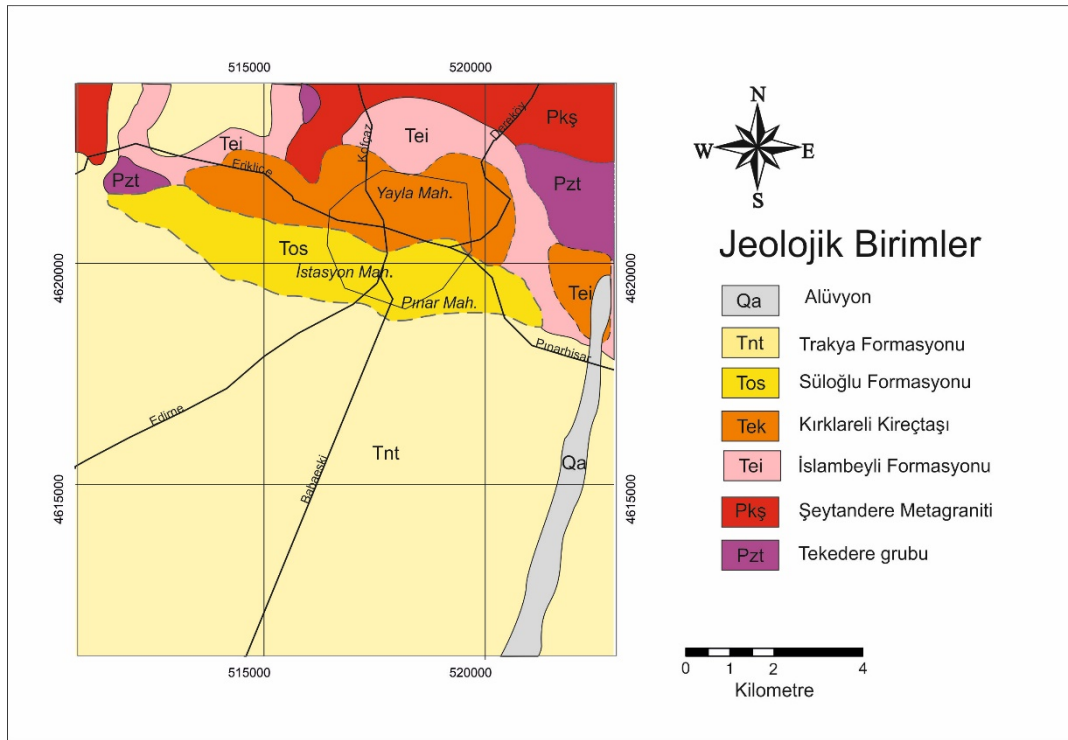 515000
520000
Pkş
Tei
Dereköy
Kofçaz
Tei
Eriklice
Pzt
Pzt
Yayla Mah.
Tos
İstasyon Mah.
4620000
4620000
Tei
Pınar Mah.
Pınarhisar
Edirne
Tnt
Qa
Babaeski
4615000
4615000
515000
520000
N
W E
S
Jeolojik Birimler
Qa Alüvyon
Tnt Trakya Formasyonu
Tos Süloğlu Formasyonu
Tek Kırklareli Kireçtaşı
Tei İslambeyli Formasyonu
Pkş Şeytandere Metagraniti
Pzt Tekedere grubu
0 1 2 4
Kilometre